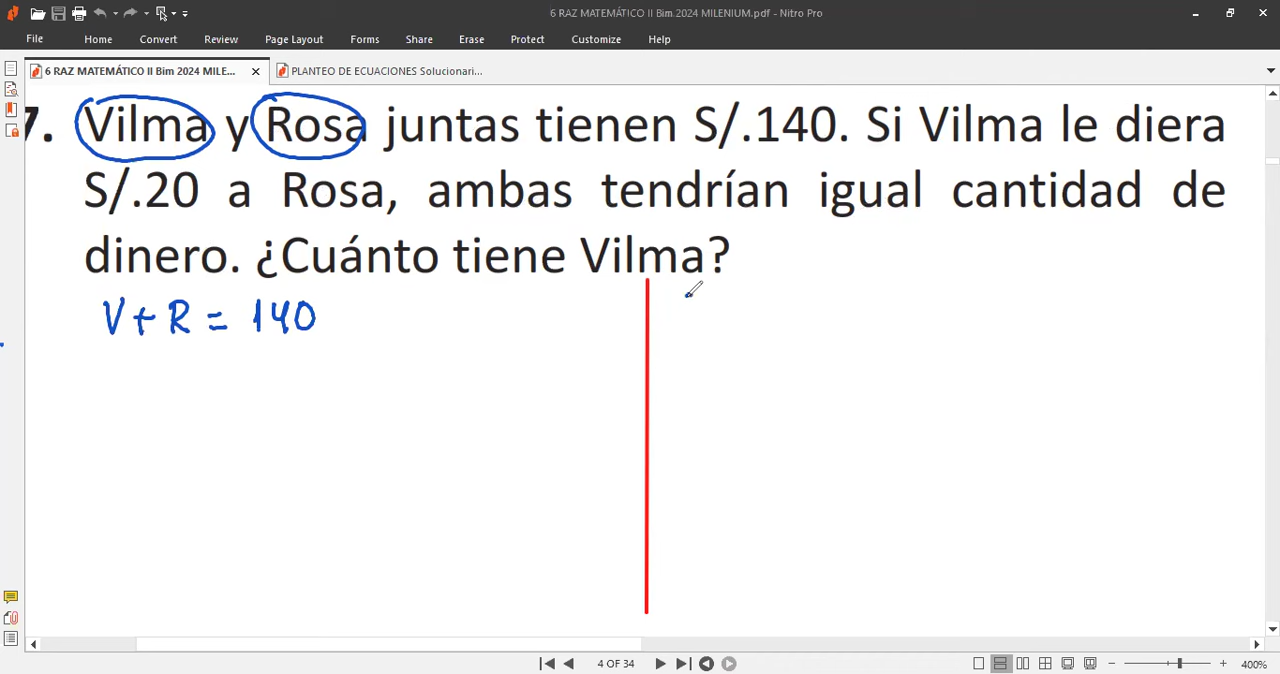 6 RAZ MATEMÁTICO II Bim.2024 MILENIUM.pdf - Nitro Pro
File Home Convert Review Page Layout Forms Share Erase Protect Customize Help
6 RAZ MATEMÁTICO II Bim 2024 MILE... PLANTEO DE ECUACIONES Solucionari...
7. Vilma y Rosa juntas tienen S/.140. Si Vilma le diera
S/.20 a Rosa, ambas tendrían igual cantidad de
dinero. ¿Cuánto tiene Vilma?
V + R = 140
4 OF 34 400%